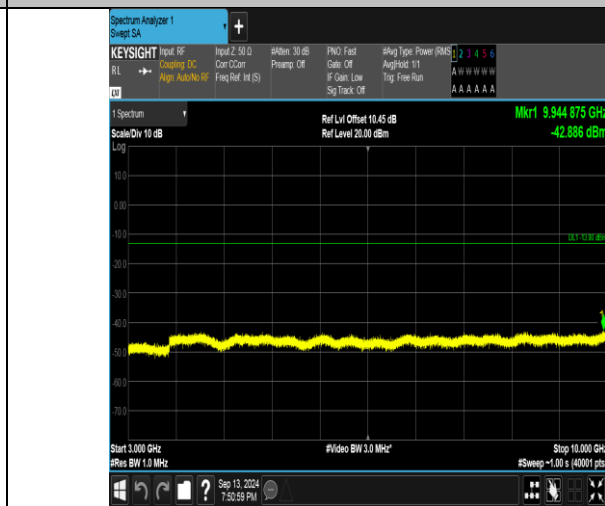 Spectrum Analyzer 1
Swept SA
+
KEYSIGHT Input: RF Input Z: 50 Ω #Atten: 30 dB PNO: Fast #Avg Type: Power (RMS 1 2 3 4 5 6
RL Coupling: DC Corr CCorr Preamp: Off Gate: Off Avg|Hold: 1/1 A W W W W W
Align: Auto/No RF Freq Ref: Int (S) IF Gain: Low Trig: Free Run
Sig Track: Off A A A A A A
1 Spectrum Ref Lvl Offset 10.45 dB Mkr1 9.944 875 GHz
Scale/Div 10 dB Ref Level 20.00 dBm -42.886 dBm
Log
10.0
0.00
-10.0
DL1 -13.00 dBm
-20.0
-30.0
-40.0
1
-50.0
-60.0
-70.0
Start 3.000 GHz #Video BW 3.0 MHz* Stop 10.000 GHz
#Res BW 1.0 MHz #Sweep ~1.00 s (40001 pts
? Sep 13, 2024
7:50:59 PM